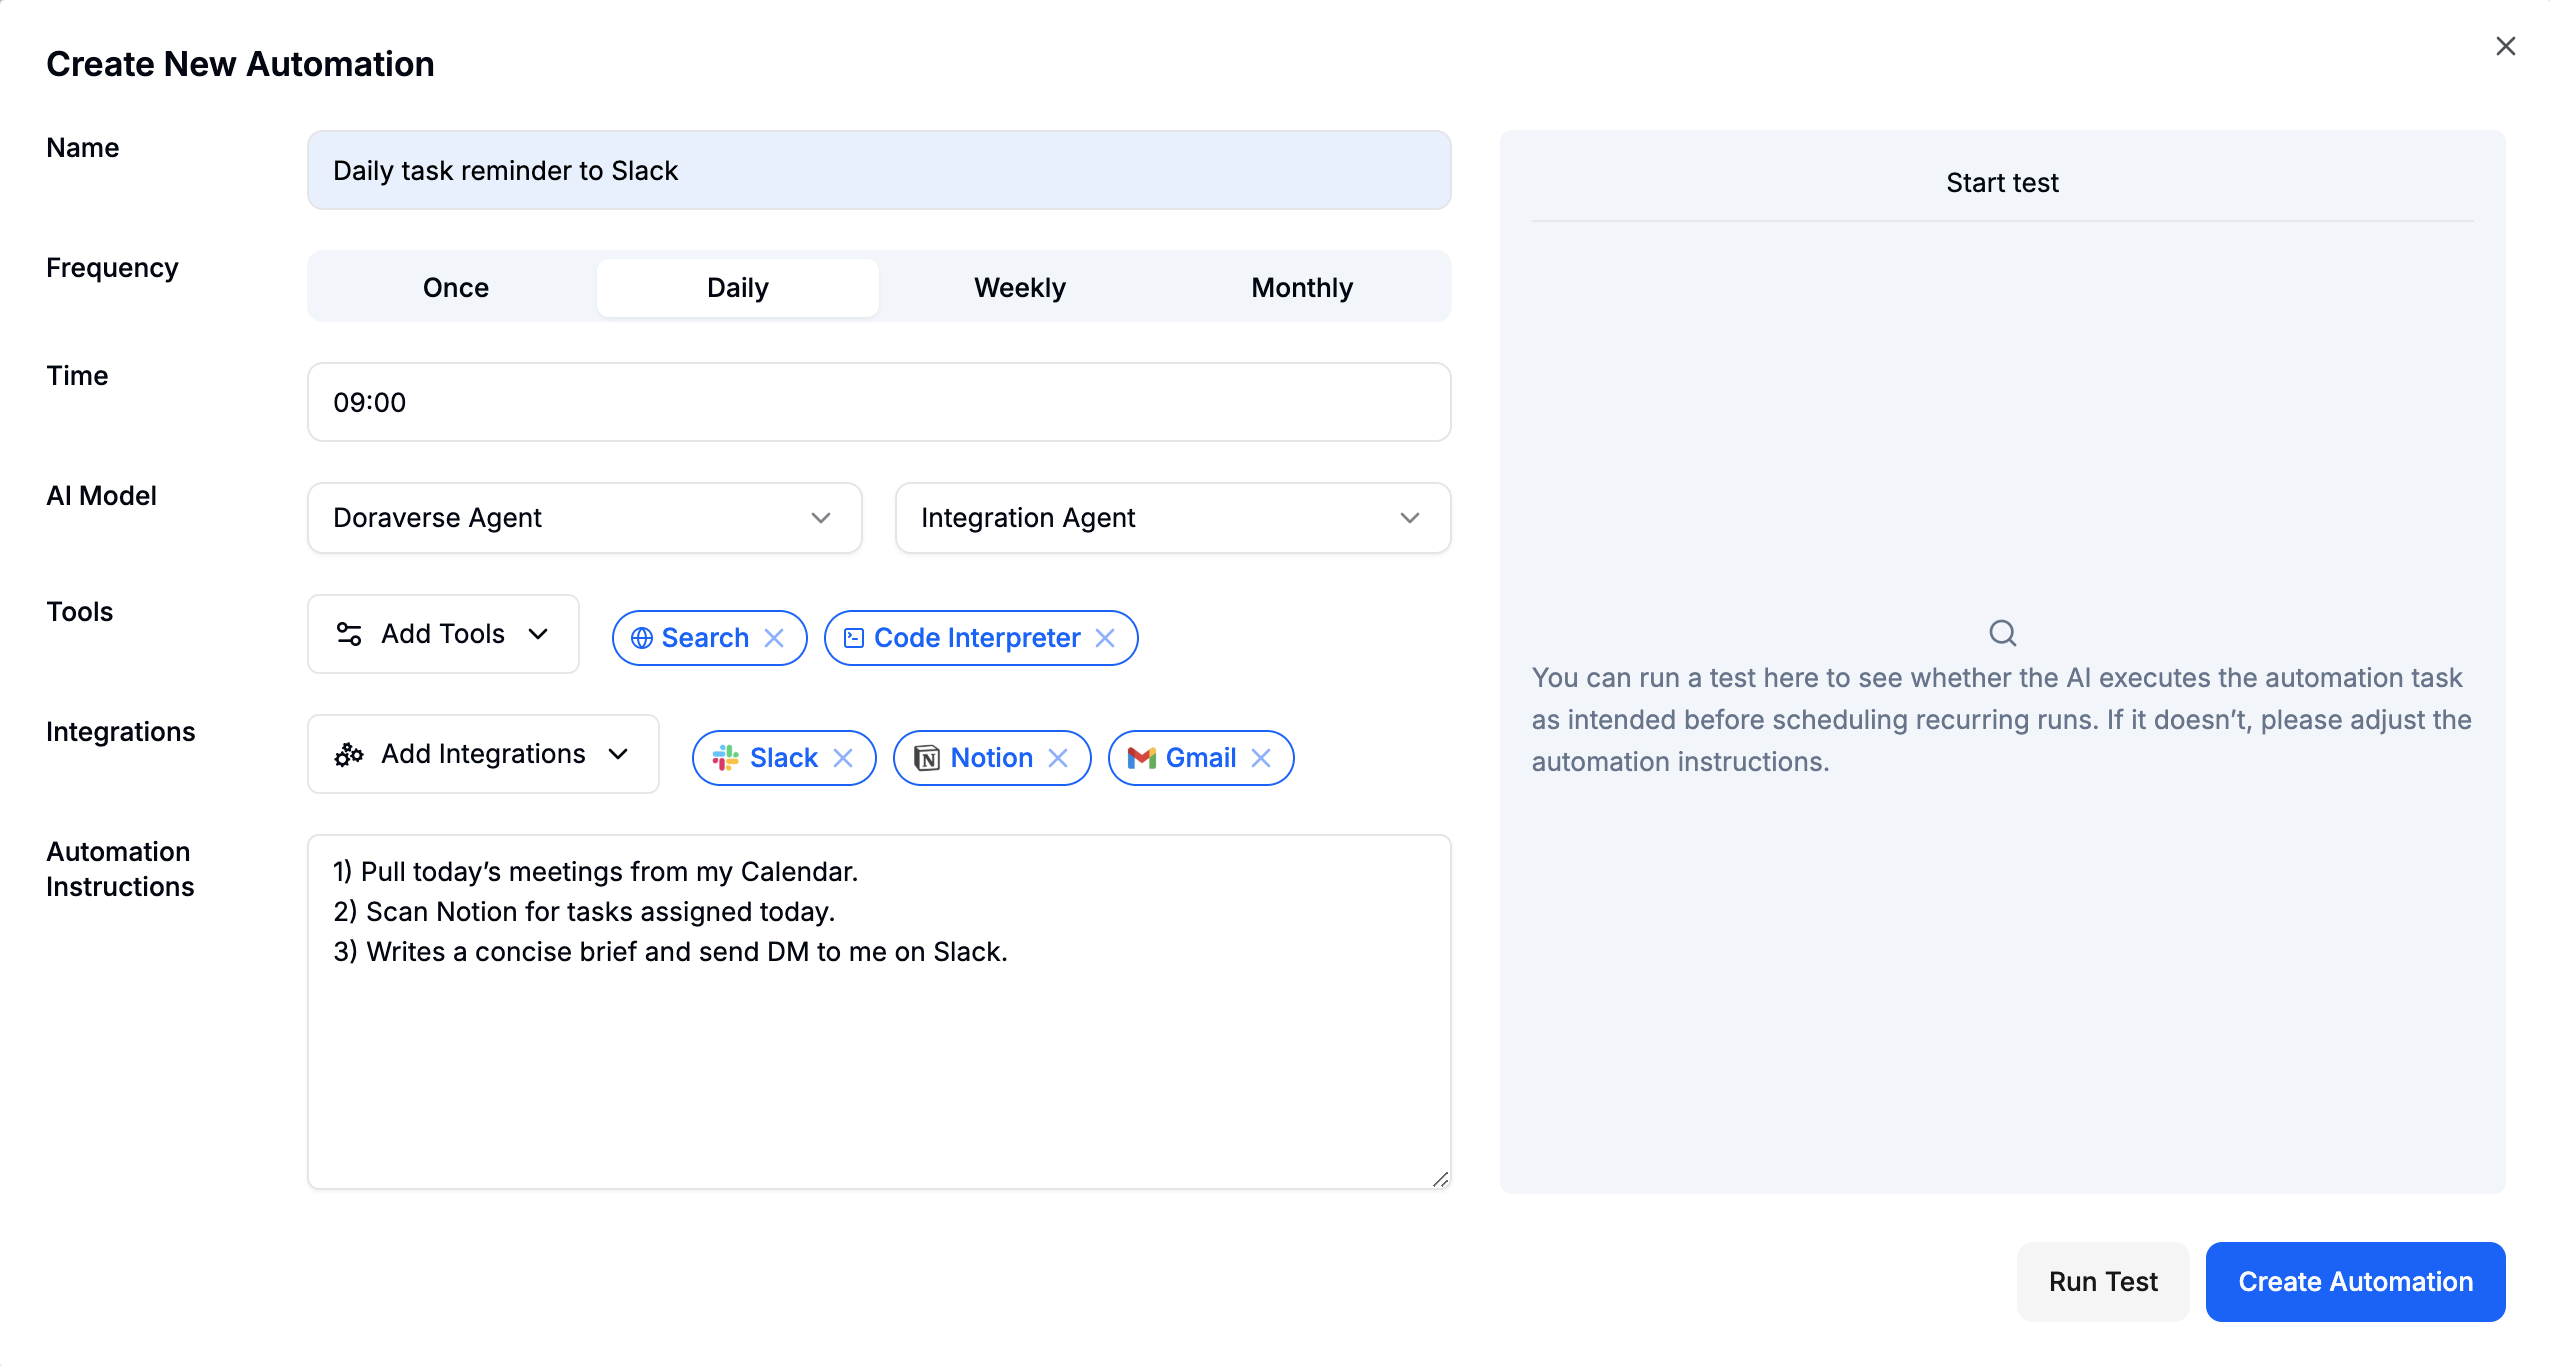 Create New Automation
Name
Daily task reminder to Slack
Frequency
Once
Daily
Weekly
Monthly
Time
09:00
AI Model
Doraverse Agent
Integration Agent
Tools
Add Tools
Search
Code Interpreter
Integrations
Add Integrations
Slack
Notion
Gmail
Automation
Instructions
1) Pull today’s meetings from my Calendar.
2) Scan Notion for tasks assigned today.
3) Writes a concise brief and send DM to me on Slack.
Start test
You can run a test here to see whether the AI executes the automation task
as intended before scheduling recurring runs. If it doesn’t, please adjust the
automation instructions.
Run Test
Create Automation